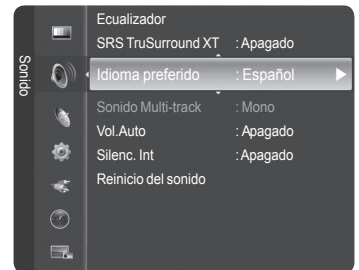 Sonido
Ecualizador
SRS TruSurround XT : Apagado
Idioma preferido : Español
Sonido Multi-track : Mono
Vol.Auto : Apagado
Silenc. Int : Apagado
Reinicio del sonido